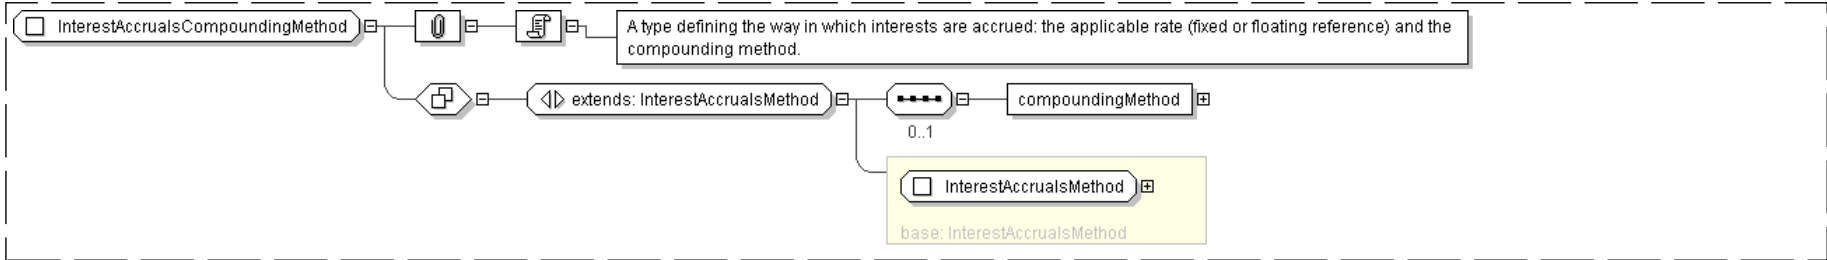 InterestAccrualsCompoundingMethod
A type defining the way in which interests are accrued: the applicable rate (fixed or floating reference) and the
compounding method.
extends: InterestAccrualsMethod
compoundingMethod
0..1
InterestAccrualsMethod
base: InterestAccrualsMethod